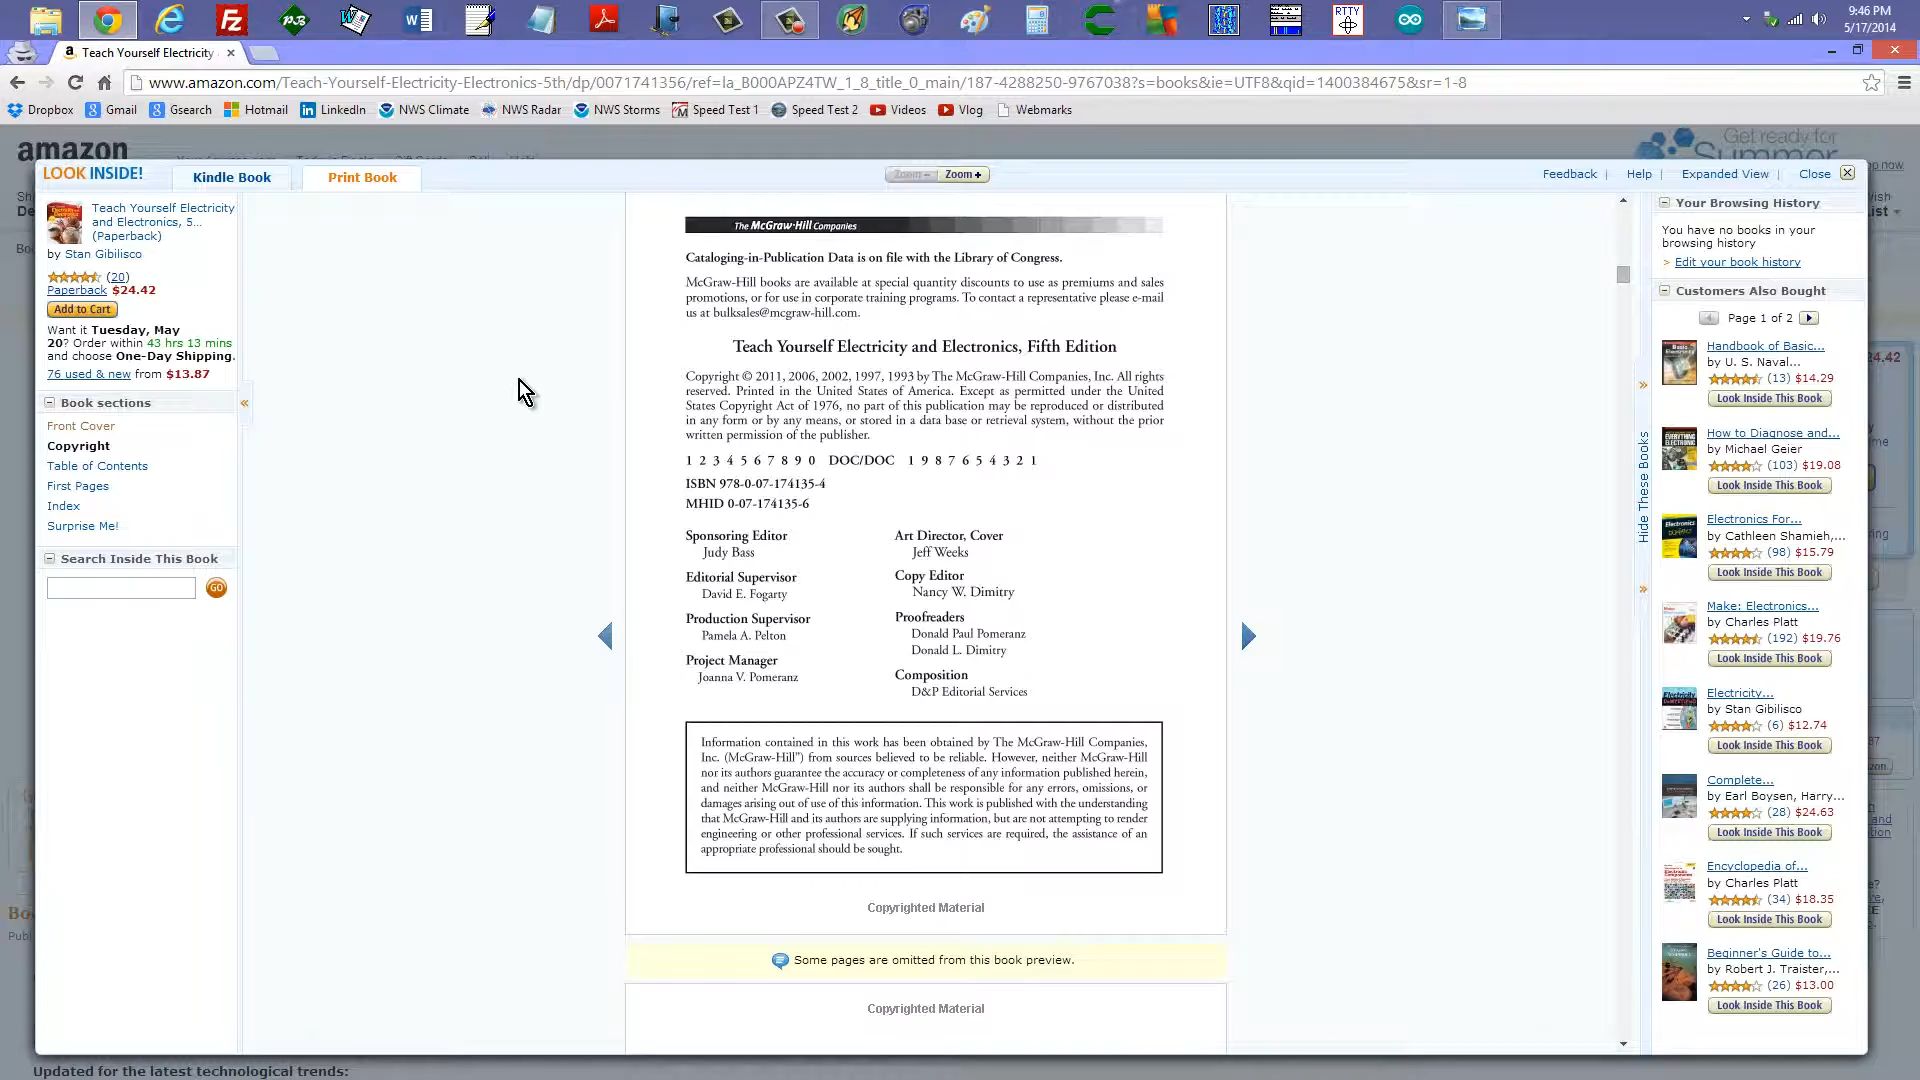 9:46 PM
5/17/2014
Teach Yourself Electricity
www.amazon.com/Teach-Yourself-Electricity-Electronics-5th/dp/0071741356/ref=la_B000APZ4TW_1_8_title_0_main/187-4288250-9767038?s=books&ie=UTF8&qid=1400384675&sr=1-8
Dropbox Gmail Gsearch Hotmail LinkedIn NWS Climate NWS Radar NWS Storms Speed Test 1 Speed Test 2 Videos Vlog Webmarks
amazon
Get ready for
Summer
LOOK INSIDE!
Kindle Book
Print Book
Zoom - Zoom +
Feedback | Help | Expanded View | Close
Teach Yourself Electricity
and Electronics, 5...
(Paperback)
by Stan Gibilisco
(20)
Paperback $24.42
Add to Cart
Want it Tuesday, May
20? Order within 43 hrs 13 mins
and choose One-Day Shipping.
76 used & new from $13.87
Book sections
Front Cover
Copyright
Table of Contents
First Pages
Index
Surprise Me!
Search Inside This Book
GO
The McGraw-Hill Companies
Cataloging-in-Publication Data is on file with the Library of Congress.
McGraw-Hill books are available at special quantity discounts to use as premiums and sales
promotions, or for use in corporate training programs. To contact a representative please e-mail
us at bulksales@mcgraw-hill.com.
Teach Yourself Electricity and Electronics, Fifth Edition
Copyright © 2011, 2006, 2002, 1997, 1993 by The McGraw-Hill Companies, Inc. All rights
reserved. Printed in the United States of America. Except as permitted under the United
States Copyright Act of 1976, no part of this publication may be reproduced or distributed
in any form or by any means, or stored in a data base or retrieval system, without the prior
written permission of the publisher.
1 2 3 4 5 6 7 8 9 0 DOC/DOC 1 9 8 7 6 5 4 3 2 1
ISBN 978-0-07-174135-4
MHID 0-07-174135-6
Sponsoring Editor
Judy Bass
Editorial Supervisor
David E. Fogarty
Production Supervisor
Pamela A. Pelton
Project Manager
Joanna V. Pomeranz
Art Director, Cover
Jeff Weeks
Copy Editor
Nancy W. Dimitry
Proofreaders
Donald Paul Pomeranz
Donald L. Dimitry
Composition
D&P Editorial Services
Information contained in this work has been obtained by The McGraw-Hill Companies,
Inc. (McGraw-Hill") from sources believed to be reliable. However, neither McGraw-Hill
nor its authors guarantee the accuracy or completeness of any information published herein,
and neither McGraw-Hill nor its authors shall be responsible for any errors, omissions, or
damages arising out of use of this information. This work is published with the understanding
that McGraw-Hill and its authors are supplying information, but are not attempting to render
engineering or other professional services. If such services are required, the assistance of an
appropriate professional should be sought.
Copyrighted Material
Some pages are omitted from this book preview.
Copyrighted Material
Hide These Books
Your Browsing History
You have no books in your
browsing history
> Edit your book history
Customers Also Bought
Page 1 of 2
Handbook of Basic...
by U. S. Naval...
(13) $14.29
Look Inside This Book
How to Diagnose and...
by Michael Geier
(103) $19.08
Look Inside This Book
Electronics For...
by Cathleen Shamieh,...
(98) $15.79
Look Inside This Book
Make: Electronics...
by Charles Platt
(192) $19.76
Look Inside This Book
Electricity...
by Stan Gibilisco
(6) $12.74
Look Inside This Book
Complete...
by Earl Boysen, Harry...
(28) $24.63
Look Inside This Book
Encyclopedia of...
by Charles Platt
(34) $18.35
Look Inside This Book
Beginner's Guide to...
by Robert J. Traister,...
(26) $13.00
Look Inside This Book
Updated for the latest technological trends: